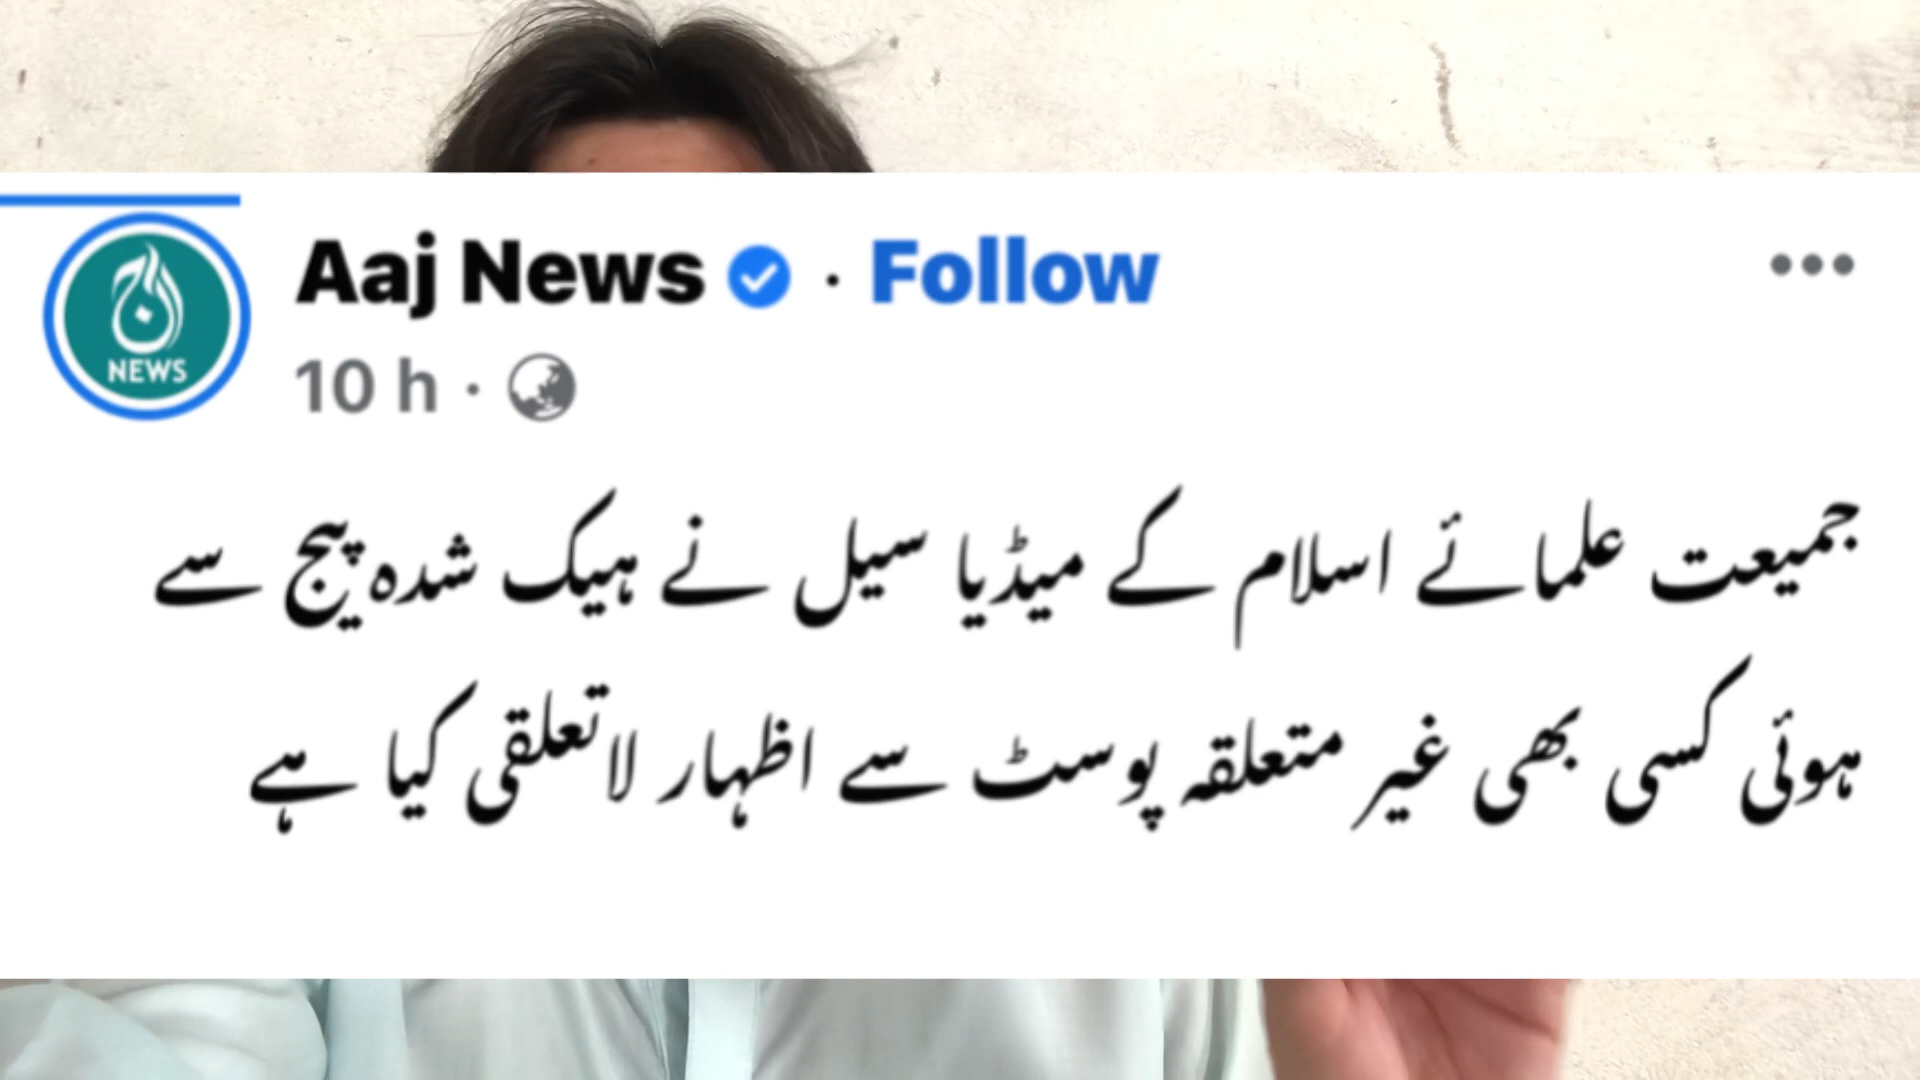 Aaj News · Follow
NEWS
10 h ·
جمیعت علمائے اسلام کے میڈیا سیل نے ہیک شدہ پیج سے
ہوئی کسی بھی غیر متعلقہ پوسٹ سے اظہار لاتعلقی کیا ہے